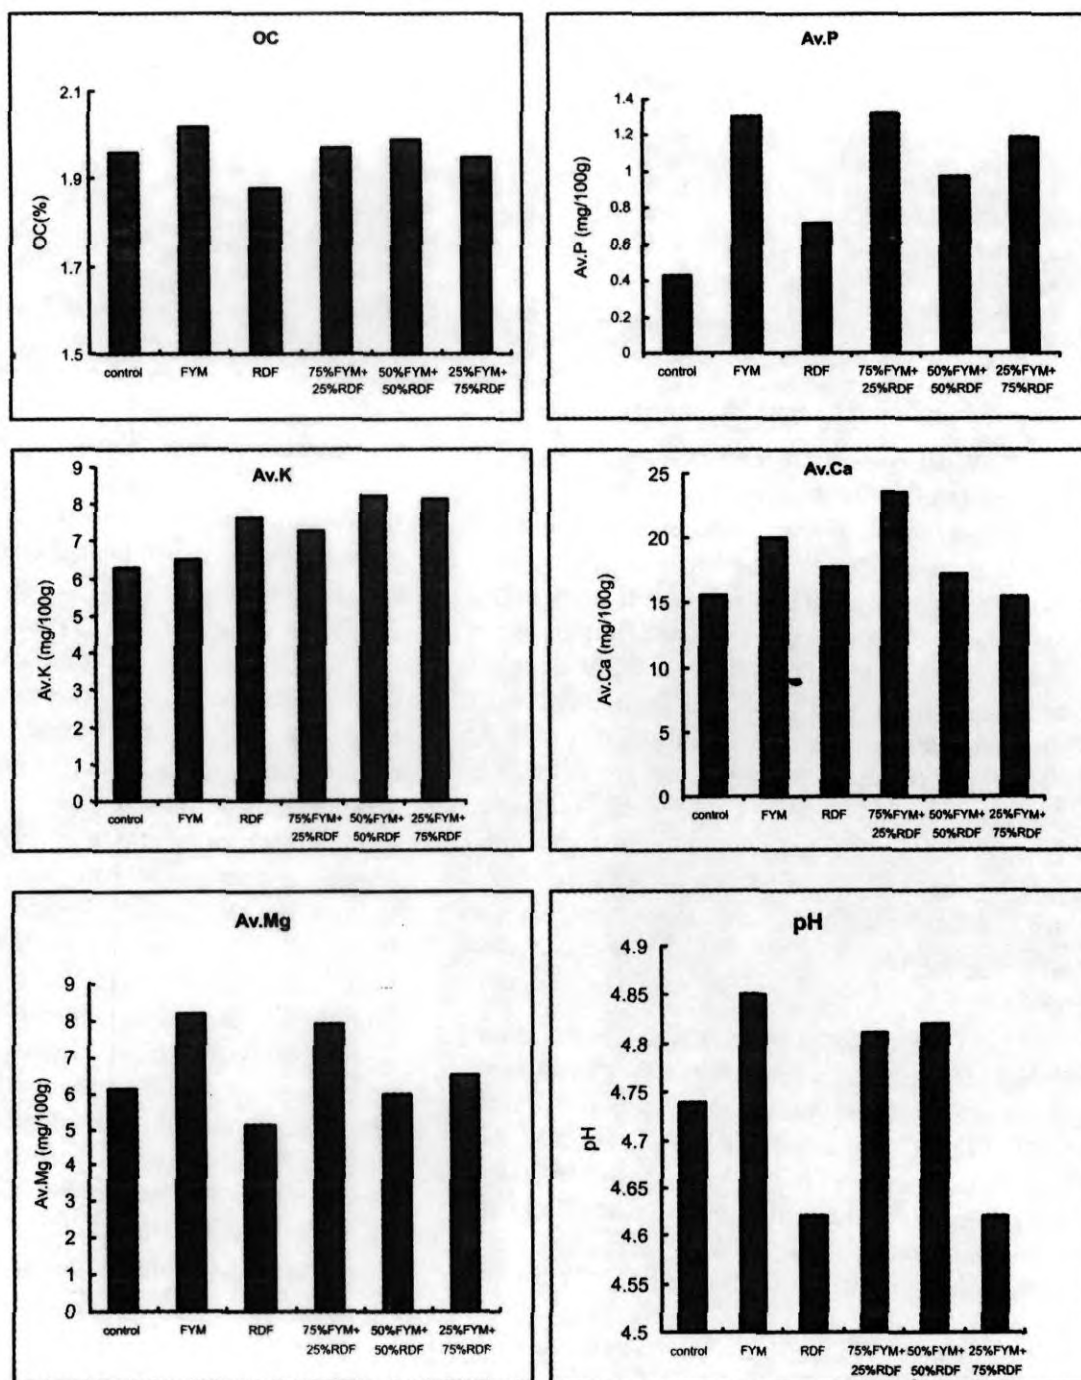 OC
2.1
1.9
1.7
1.5
OC(%)
control FYM RDF 75%FYM+ 50%FYM+ 25%FYM+
25%RDF 50%RDF 75%RDF
Av.P
1.4
1.2
1
0.8
0.6
0.4
0.2
0
Av.P (mg/100g)
control FYM RDF 75%FYM+ 50%FYM+ 25%FYM+
25%RDF 50%RDF 75%RDF
Av.K
9
8
7
6
5
4
3
2
1
0
Av.K (mg/100g)
control FYM RDF 75%FYM+ 50%FYM+ 25%FYM+
25%RDF 50%RDF 75%RDF
Av.Ca
25
20
15
10
5
0
Av.Ca (mg/100g)
control FYM RDF 75%FYM+ 50%FYM+ 25%FYM+
25%RDF 50%RDF 75%RDF
Av.Mg
9
8
7
6
5
4
3
2
1
0
Av.Mg (mg/100g)
control FYM RDF 75%FYM+ 50%FYM+ 25%FYM+
25%RDF 50%RDF 75%RDF
pH
4.9
4.85
4.8
4.75
4.7
4.65
4.6
4.55
4.5
pH
control FYM RDF 75%FYM+ 50%FYM+ 25%FYM+
25%RDF 50%RDF 75%RDF